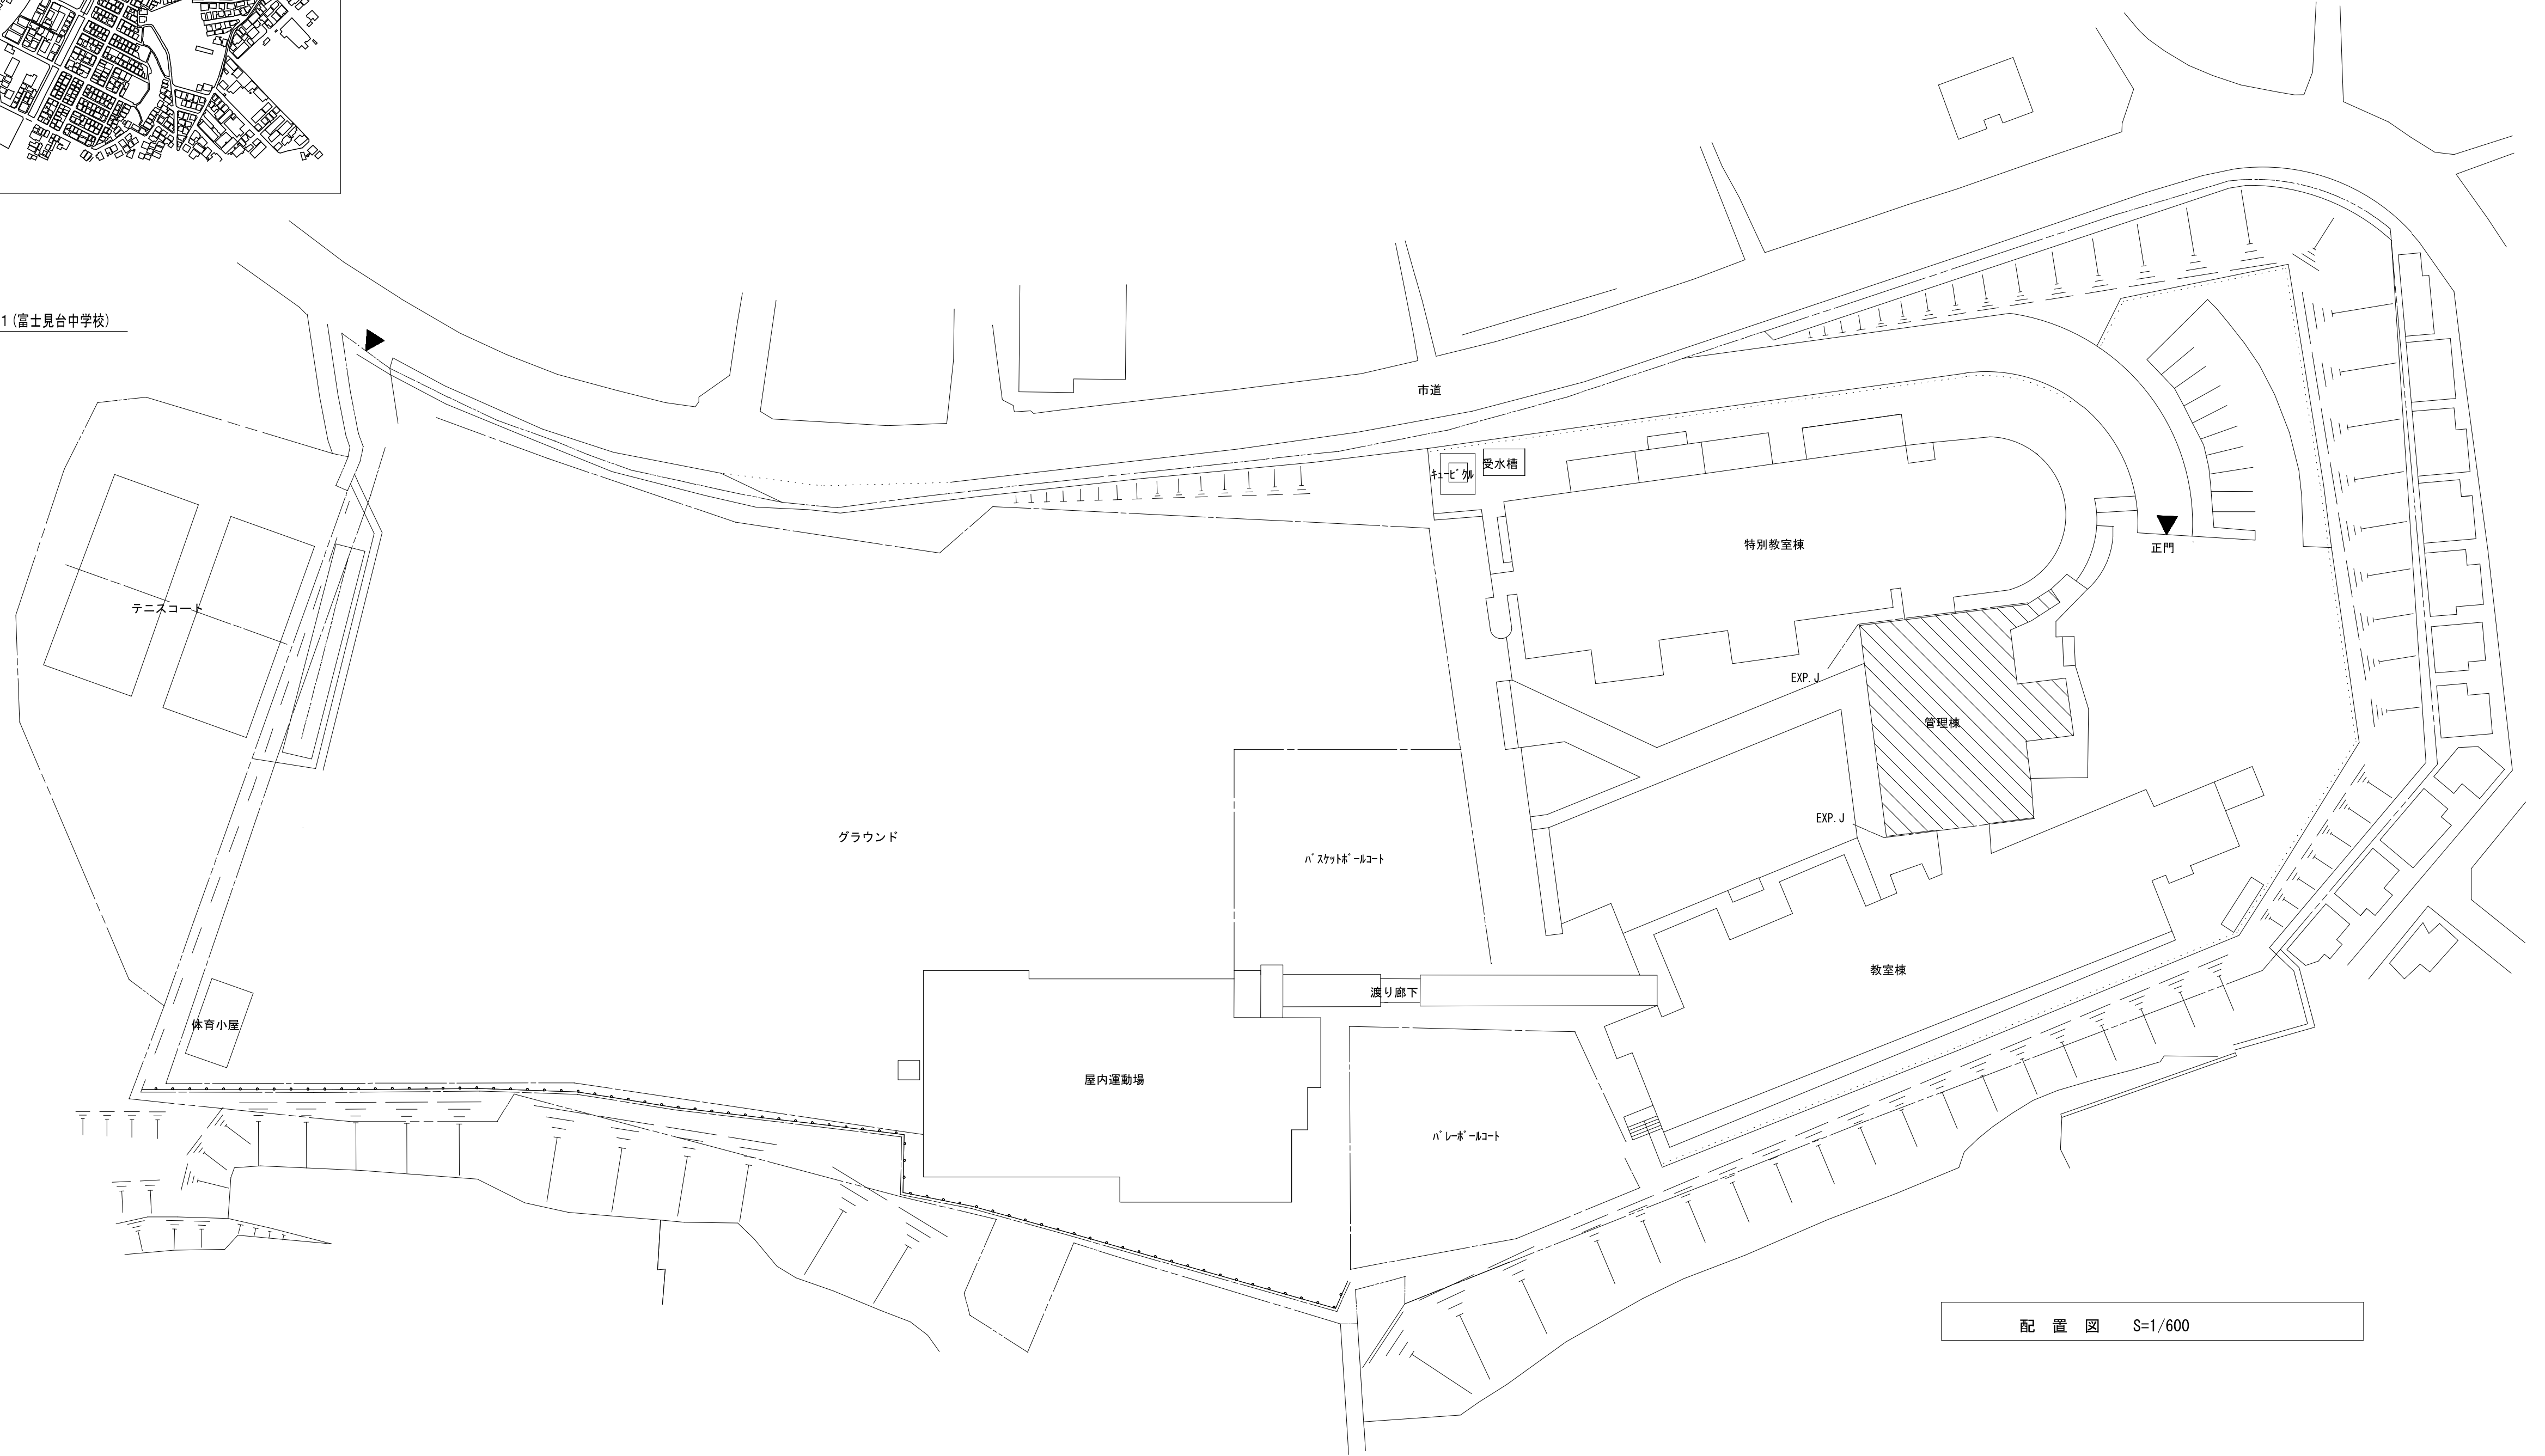 1(富士見台中学校)
市道
キュービクル
受水槽
特別教室棟
正門
テニスコート
EXP.J
管理棟
EXP.J
グラウンド
バスケットボールコート
教室棟
渡り廊下
体育小屋
屋内運動場
バレーボールコート
配 置 図 S=1/600